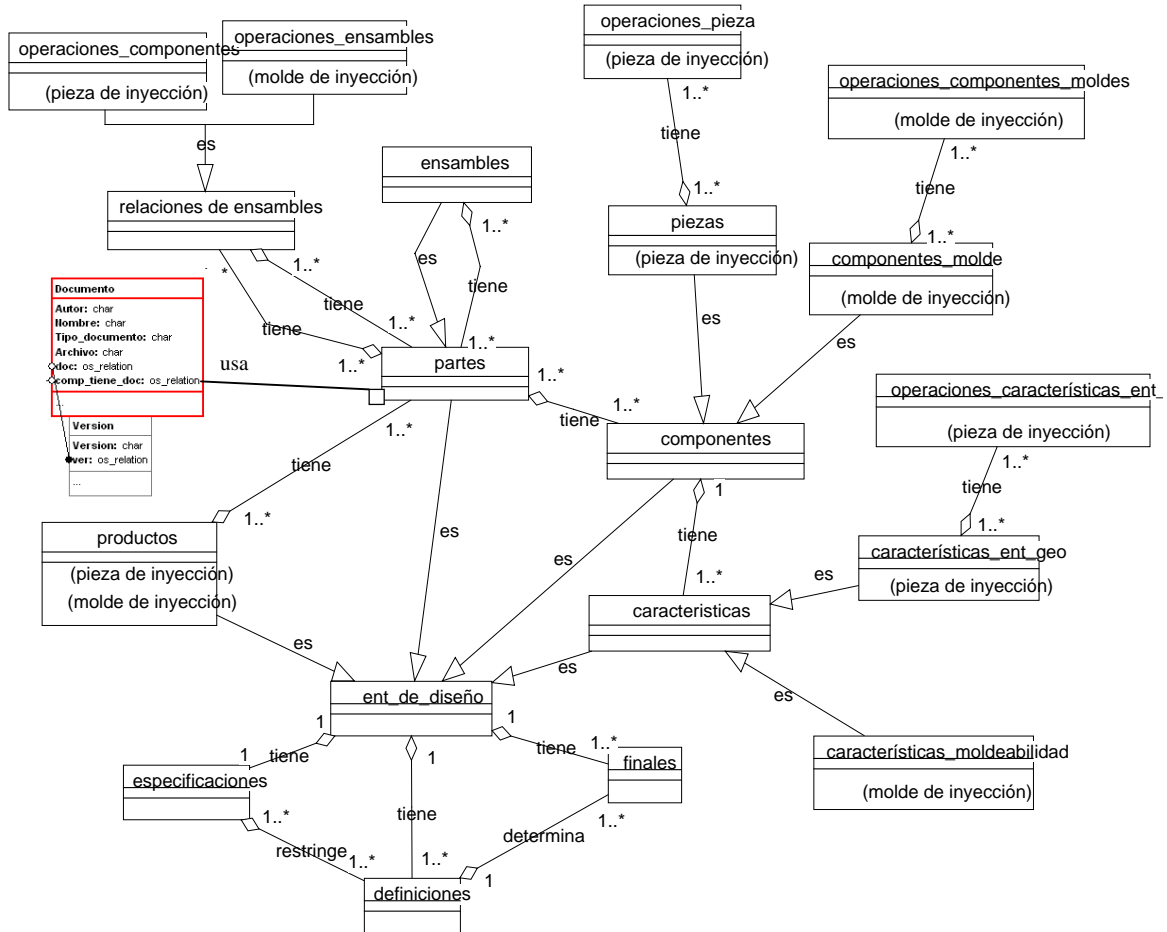 operaciones_pieza
(pieza de inyección)
operaciones_ensambles
(molde de inyección)
operaciones_componentes
(pieza de inyección)
operaciones_componentes_moldes
(molde de inyección)
1..*
tiene
1..*
es
ensambles
1..*
tiene
1..*
relaciones de ensambles
1..*
piezas
(pieza de inyección)
1..*
componentes_molde
(molde de inyección)
es
1..*
. *
tiene
tiene
tiene
1..*
1..*
1..*
es
es
Documento
Autor: char
Nombre: char
Tipo_documento: char
Archivo: char
doc: os_relation
comp_tiene_doc: os_relation
...
usa
partes
1..*
1..*
tiene
1..*
operaciones_característicās_ent_
(pieza de inyección)
1..*
tiene
1..*
Version
Version: char
ver: os_relation
...
componentes
1
tiene
1..*
tiene
1..*
productos
(pieza de inyección)
(molde de inyección)
es
es
característicās_ent_geo
(pieza de inyección)
es
caracteristicas
es
es
es
ent_de_diseño
1
1
1
1
tiene
tiene
1..*
especificaciones
finales
característicās_moldeabilidad
(molde de inyección)
1..*
tiene
determina
1..*
restringe
1..*
1..*
1
definiciones